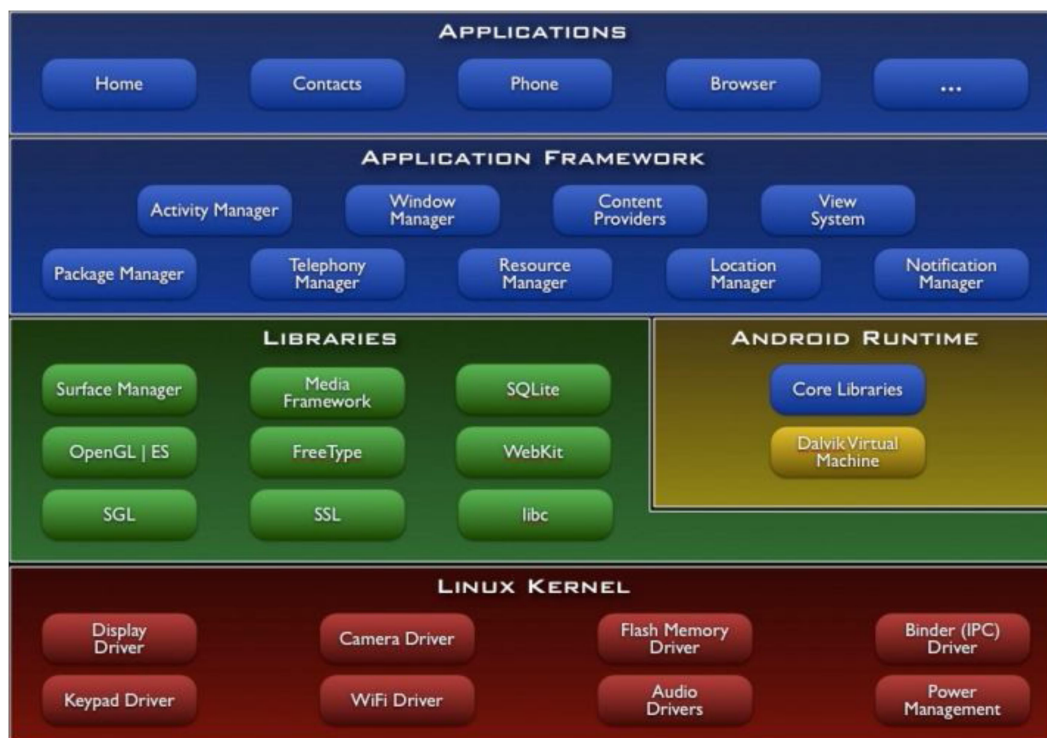 APPLICATIONS
Home
Contacts
Phone
Browser
...
APPLICATION FRAMEWORK
Activity Manager
Window
Manager
Content
Providers
View
System
Package Manager
Telephony
Manager
Resource
Manager
Location
Manager
Notification
Manager
LIBRARIES
Surface Manager
Media
Framework
SQLite
OpenGL | ES
FreeType
WebKit
SGL
SSL
libc
ANDROID RUNTIME
Core Libraries
Dalvik Virtual
Machine
LINUX KERNEL
Display
Driver
Camera Driver
Flash Memory
Driver
Binder (IPC)
Driver
Keypad Driver
WiFi Driver
Audio
Drivers
Power
Management